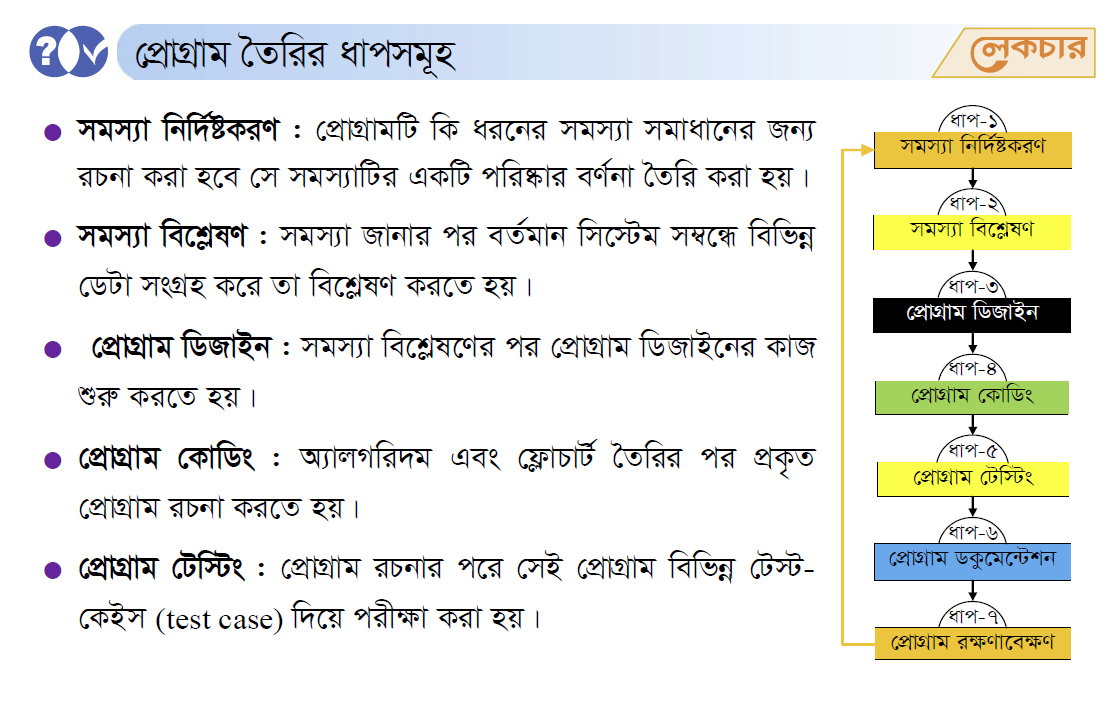 প্রোগ্রাম তৈরির ধাপসমূহ
লেকচার
সমস্যা নির্দিষ্টকরণ : প্রোগ্রামটি কি ধরনের সমস্যা সমাধানের জন্য
রচনা করা হবে সে সমস্যাটির একটি পরিষ্কার বর্ণনা তৈরি করা হয়।
সমস্যা বিশ্লেষণ : সমস্যা জানার পর বর্তমান সিস্টেম সম্বন্ধে বিভিন্ন
ডেটা সংগ্রহ করে তা বিশ্লেষণ করতে হয়।
প্রোগ্রাম ডিজাইন : সমস্যা বিশ্লেষণের পর প্রোগ্রাম ডিজাইনের কাজ
শুরু করতে হয়।
প্রোগ্রাম কোডিং : অ্যালগরিদম এবং ফ্লোচার্ট তৈরির পর প্রকৃত
প্রোগ্রাম রচনা করতে হয়।
প্রোগ্রাম টেস্টিং : প্রোগ্রাম রচনার পরে সেই প্রোগ্রাম বিভিন্ন টেস্ট-
কেইস (test case) দিয়ে পরীক্ষা করা হয়।
ধাপ-১
সমস্যা নির্দিষ্টকরণ
ধাপ-২
সমস্যা বিশ্লেষণ
ধাপ-৩
প্রোগ্রাম ডিজাইন
ধাপ-৪
প্রোগ্রাম কোডিং
ধাপ-৫
প্রোগ্রাম টেস্টিং
ধাপ-৬
প্রোগ্রাম ডকুমেন্টেশন
ধাপ-৭
প্রোগ্রাম রক্ষণাবেক্ষণ